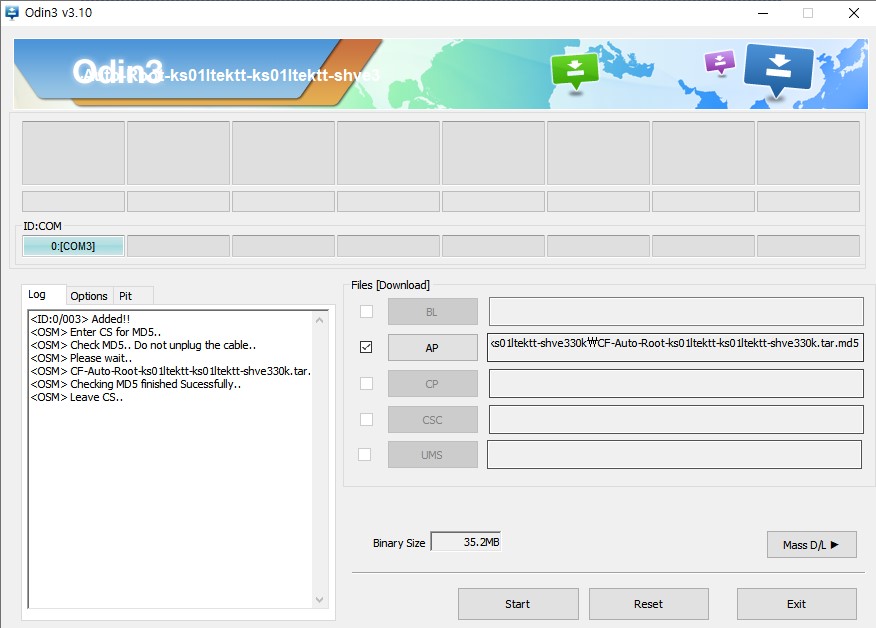 Odin3 v3.10
Odin3
Auto-Root-ks01ltektt-ks01ltektt-shve3
ID:COM
0:[COM3]
Log
Options
Pit
<ID:0/003> Added!!
<OSM> Enter CS for MD5..
<OSM> Check MD5.. Do not unplug the cable..
<OSM> Please wait..
<OSM> CF-Auto-Root-ks01ltektt-ks01ltektt-shve330k.tar.
<OSM> Checking MD5 finished Sucessfully..
<OSM> Leave CS..
Files [Download]
BL
AP
ks01ltektt-shve330k₩CF-Auto-Root-ks01ltektt-ks01ltektt-shve330k.tar.md5
CP
CSC
UMS
Binary Size
35.2MB
Mass D/L ▶
Start
Reset
Exit